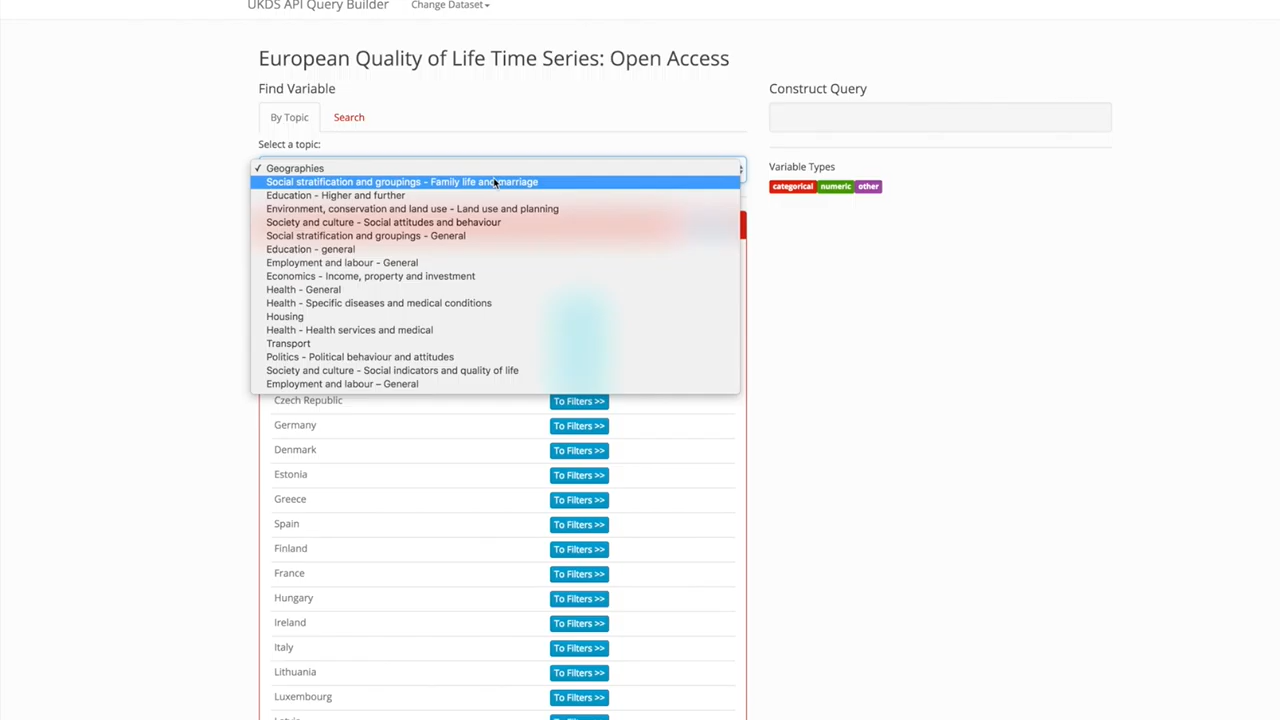 UKDS API Query Builder Change Dataset
European Quality of Life Time Series: Open Access
Find Variable
By Topic Search
Select a topic:
✓ Geographies
Social stratification and groupings - Family life and marriage
Education - Higher and further
Environment, conservation and land use - Land use and planning
Society and culture - Social attitudes and behaviour
Social stratification and groupings - General
Education - general
Employment and labour - General
Economics - Income, property and investment
Health - General
Health - Specific diseases and medical conditions
Housing
Health - Health services and medical
Transport
Politics - Political behaviour and attitudes
Society and culture - Social indicators and quality of life
Employment and labour – General
Czech Republic To Filters >>
Germany To Filters >>
Denmark To Filters >>
Estonia To Filters >>
Greece To Filters >>
Spain To Filters >>
Finland To Filters >>
France To Filters >>
Hungary To Filters >>
Ireland To Filters >>
Italy To Filters >>
Lithuania To Filters >>
Luxembourg To Filters >>
Construct Query
Variable Types
categorical numeric other